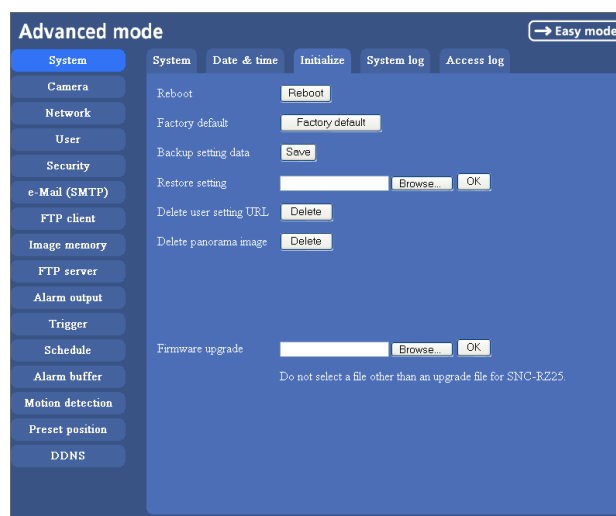 Advanced mode
→ Easy mode
System
Camera
Network
User
Security
e-Mail (SMTP)
FTP client
Image memory
FTP server
Alarm output
Trigger
Schedule
Alarm buffer
Motion detection
Preset position
DDNS
System Date & time Initialize System log Access log
Reboot Reboot
Factory default Factory default
Backup setting data Save
Restore setting Browse... OK
Delete user setting URL Delete
Delete panorama image Delete
Firmware upgrade Browse... OK
Do not select a file other than an upgrade file for SNC-RZ25.